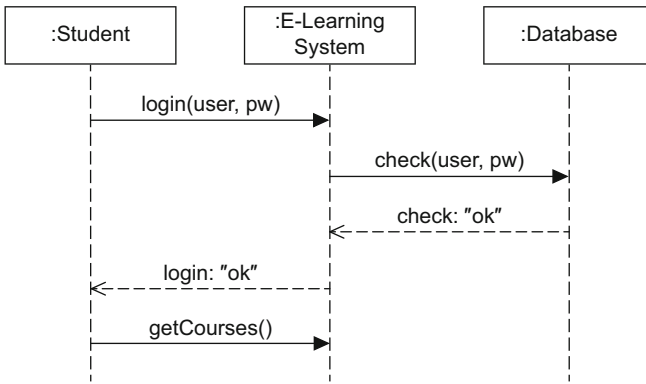 :Student
:E-Learning
System
:Database
login(user, pw)
check(user, pw)
check: "ok"
login: "ok"
getCourses()